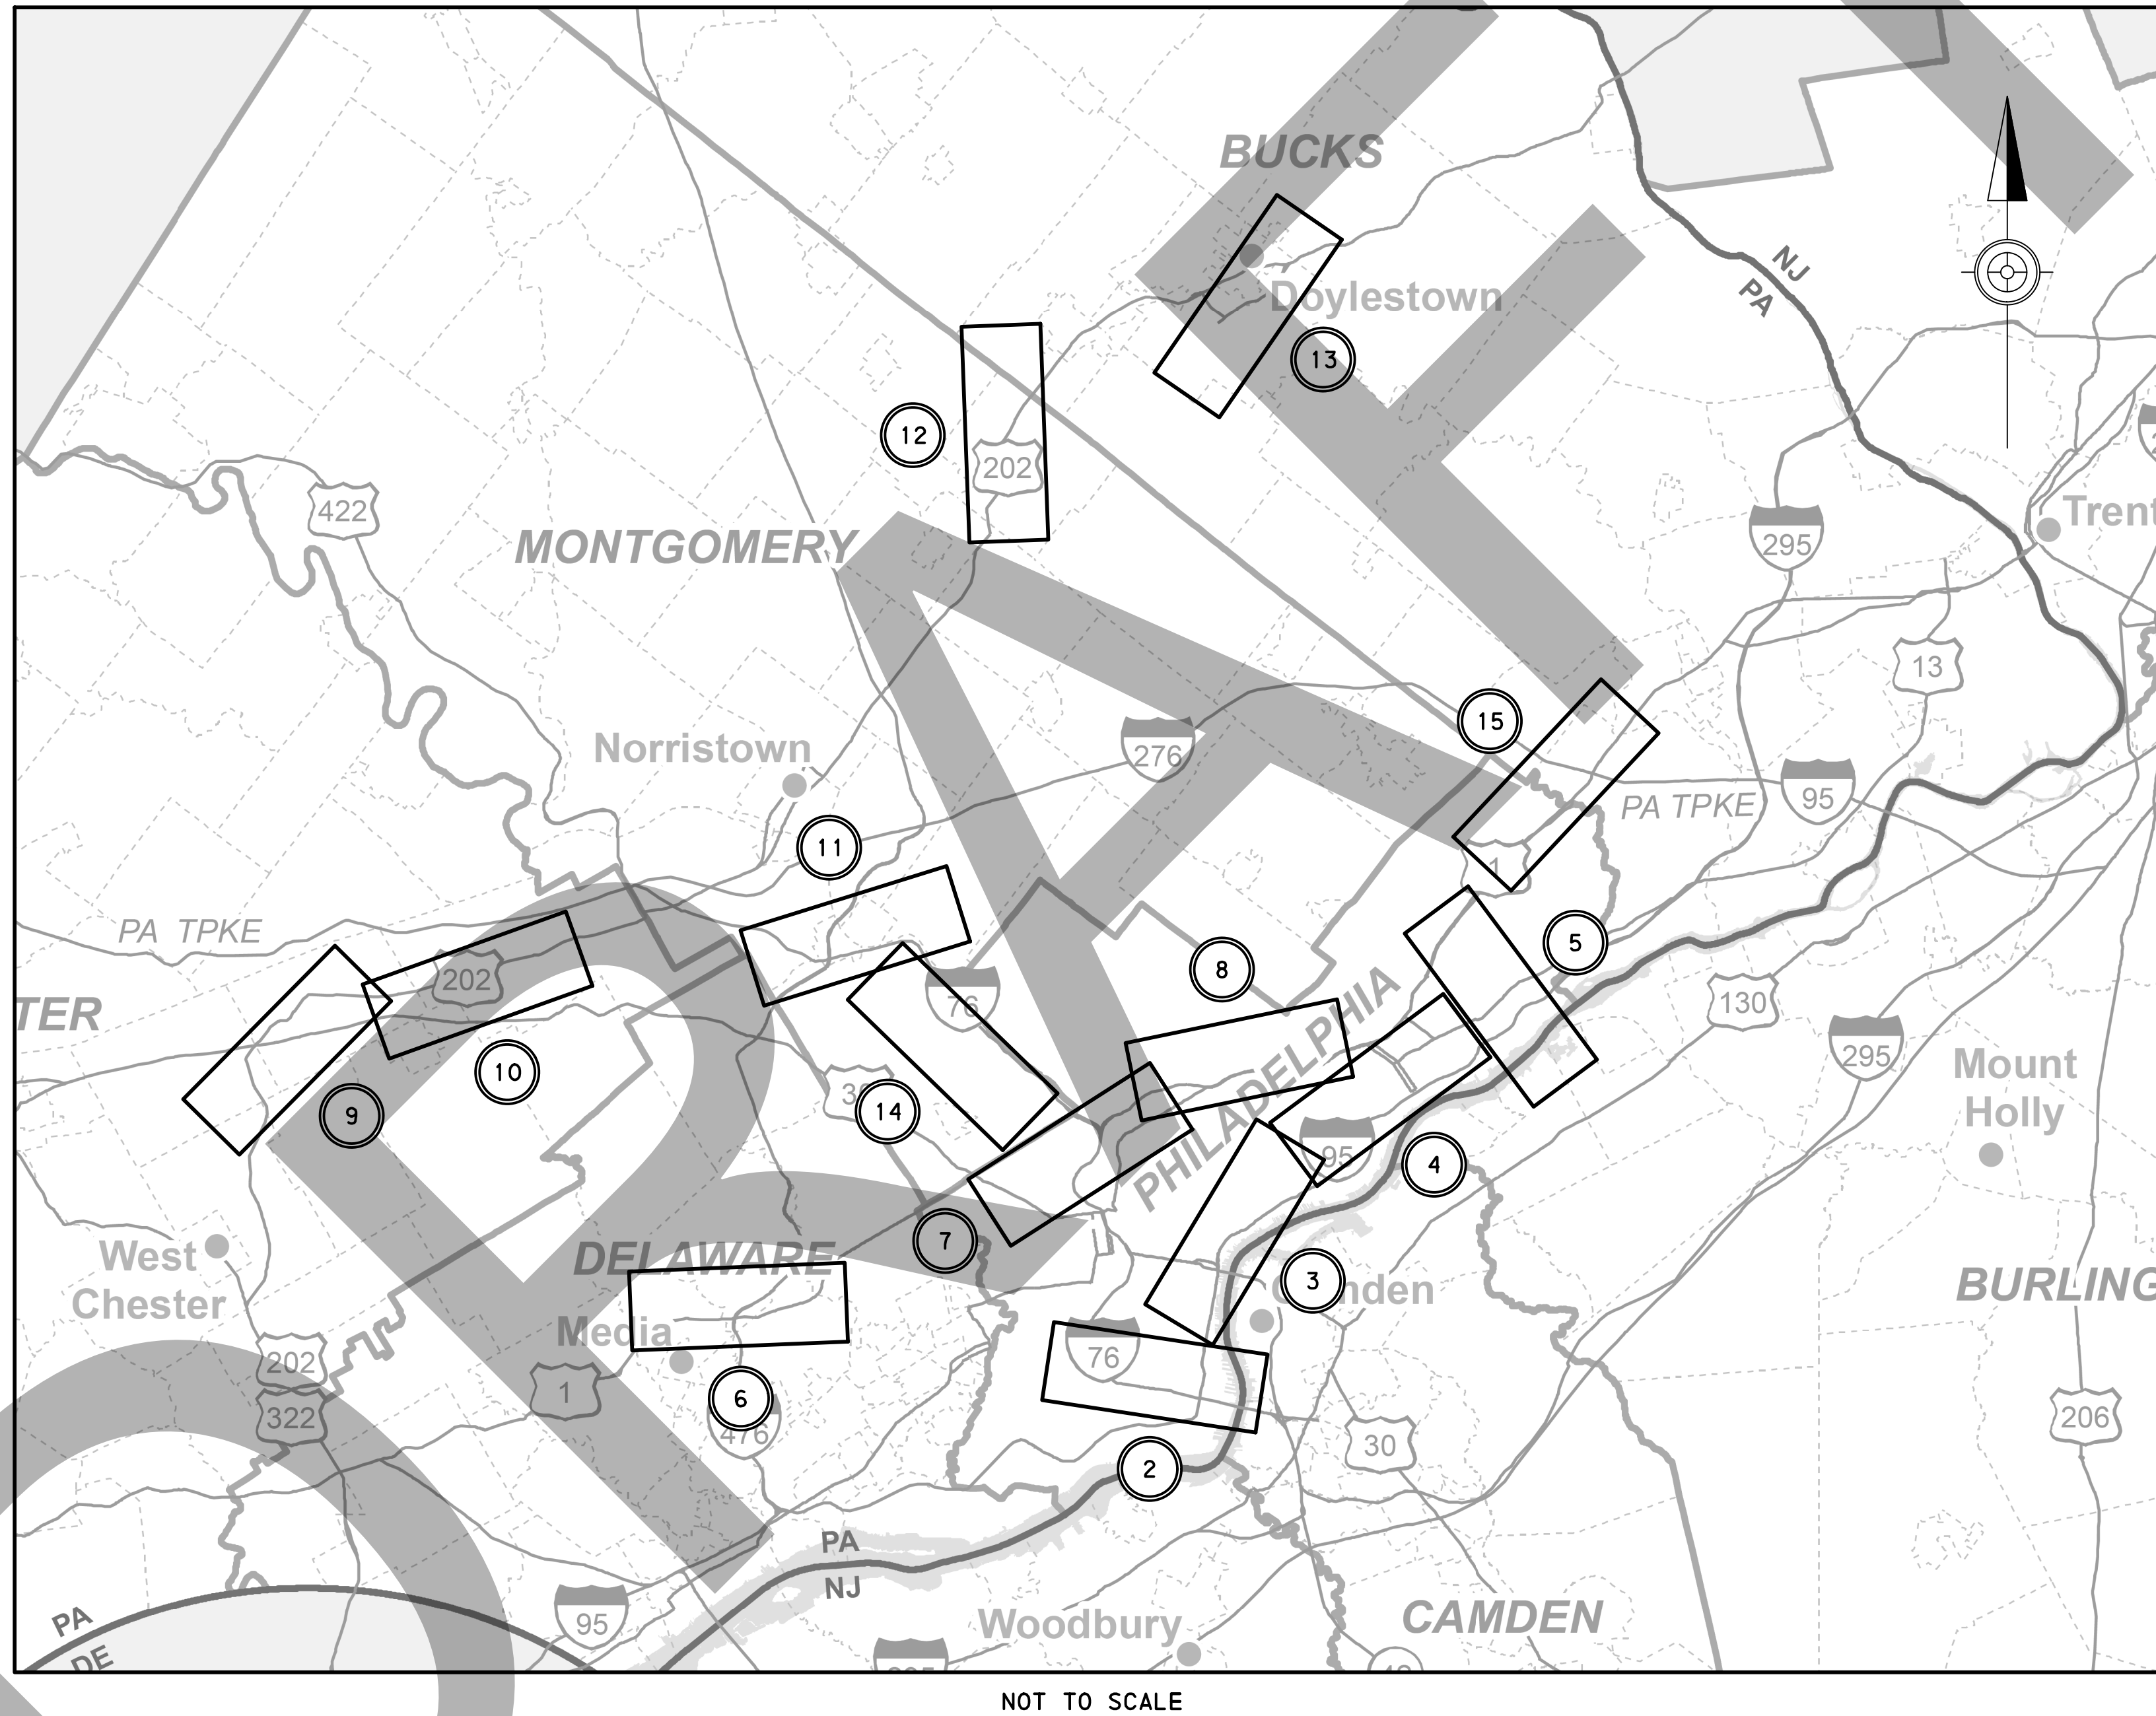 BUCKS
NJ
PA
Doylestown
13
12
202
422
MONTGOMERY
295
13
15
Norristown
276
95
PA TPKE
11
1
PA TPKE
202
5
8
76
TER
130
295
Mount
Holly
10
9
14
PHILADELPHIA
95
4
7
West
Chester
DELAWARE
3
BURLING
Media
76
202
1
6
322
476
30
206
2
PA
NJ
95
Woodbury
CAMDEN
PA
DE
NOT TO SCALE